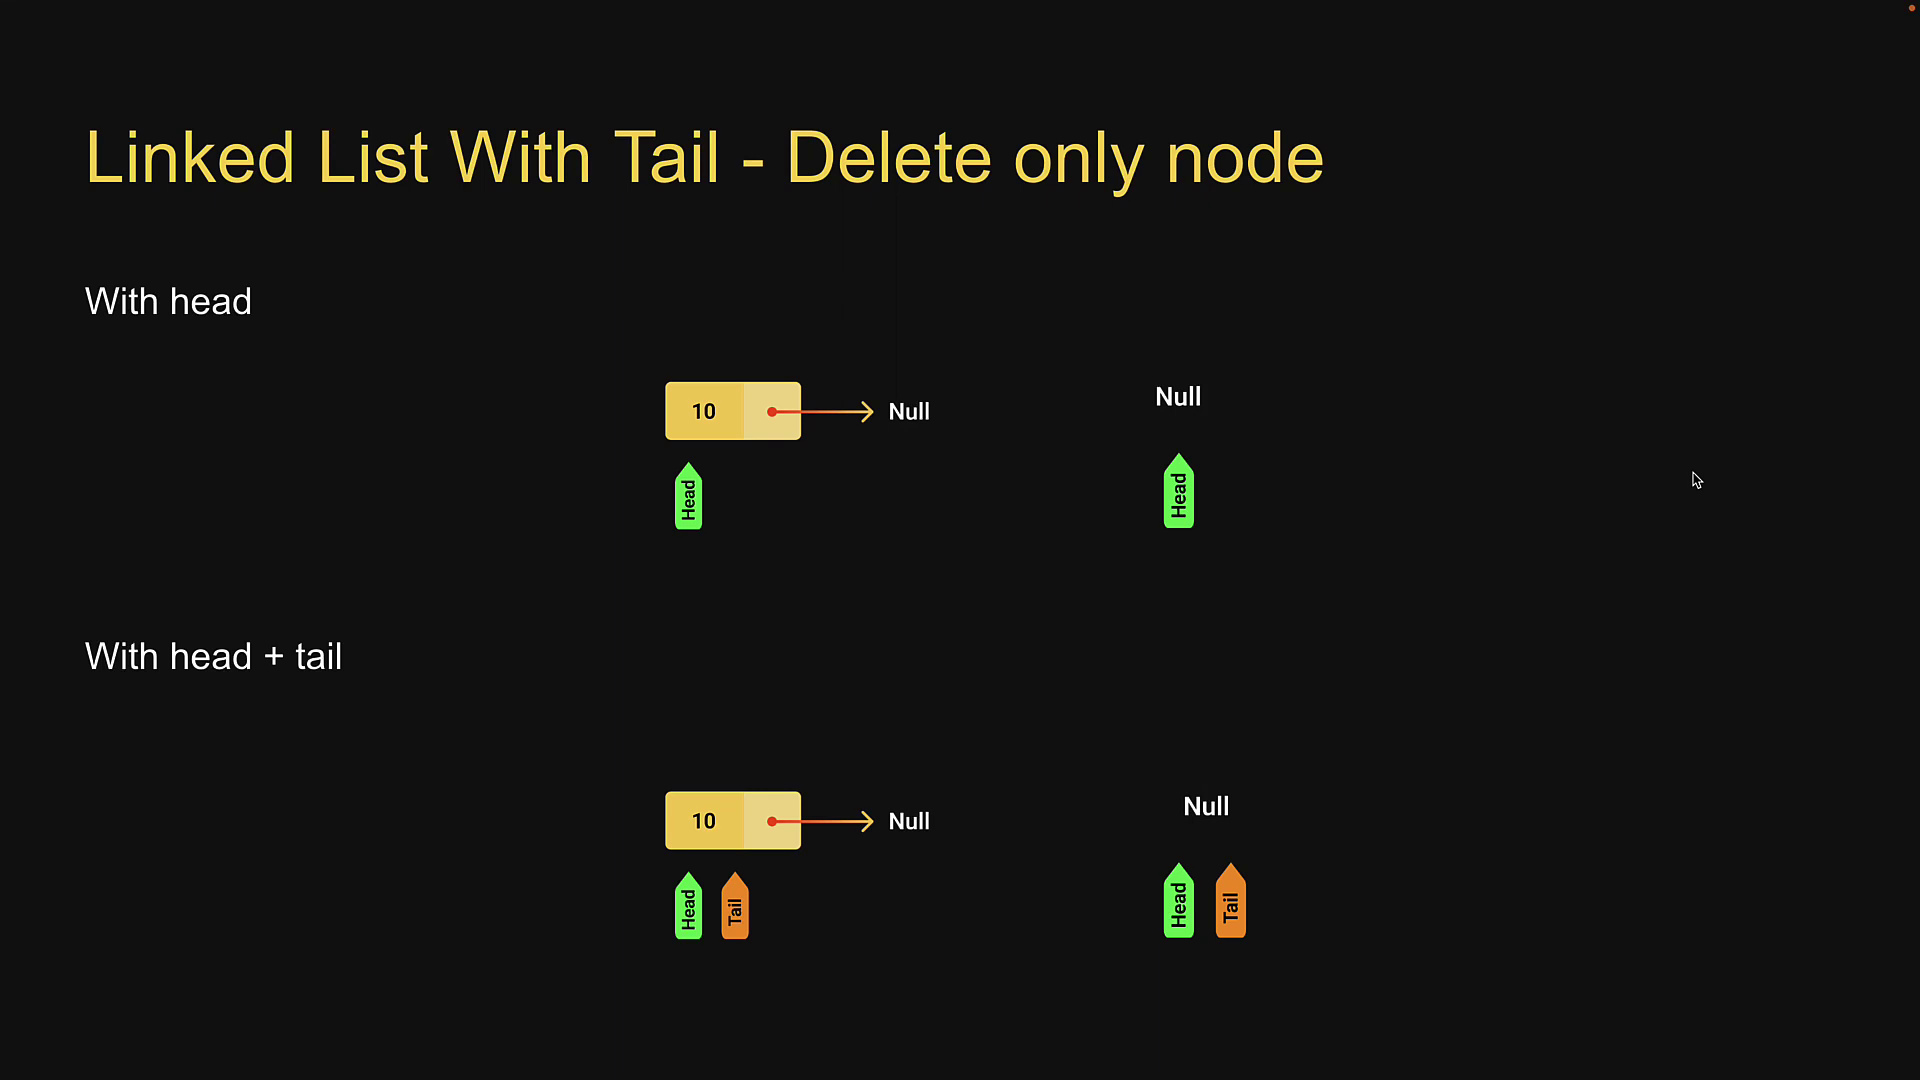 Linked List With Tail - Delete only node
With head
10
Null
Null
Head
Head
With head + tail
10
Null
Null
Head
Tail
Head
Tail